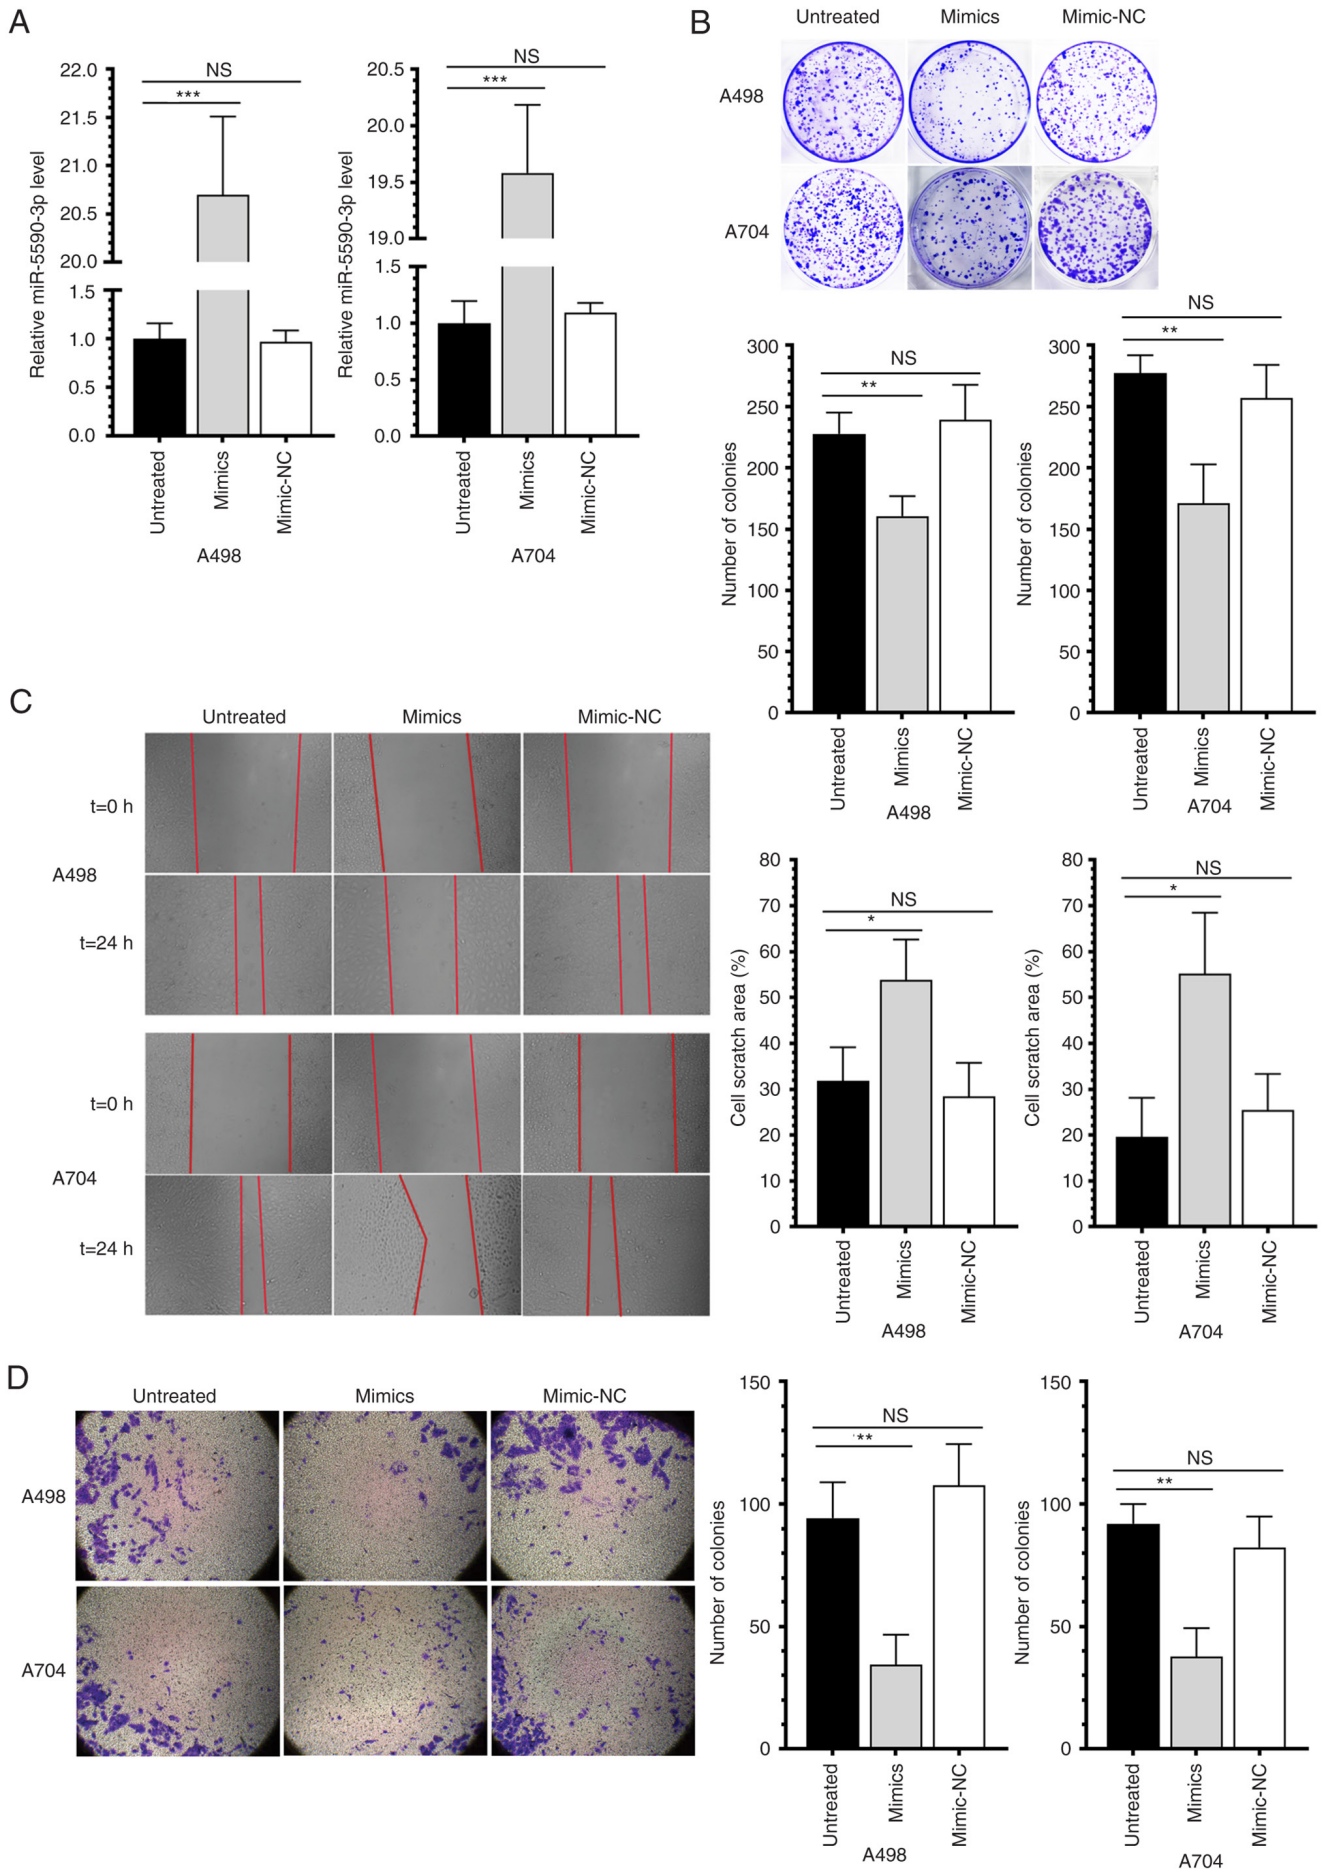 A
NS
***
22.0
21.5
21.0
20.5
20.0
1.5
1.0
0.5
0.0
Relative miR-5590-3p level
Untreated
Mimics
Mimic-NC
A498
NS
***
20.5
20.0
19.5
19.0
1.5
1.0
0.5
0.0
Relative miR-5590-3p level
Untreated
Mimics
Mimic-NC
A704
B
Untreated Mimics Mimic-NC
A498
A704
NS
**
300
250
200
150
100
50
0
Number of colonies
Untreated
Mimics
Mimic-NC
A498
NS
**
300
250
200
150
100
50
0
Number of colonies
Untreated
Mimics
Mimic-NC
A704
C
Untreated Mimics Mimic-NC
t=0 h
A498
t=24 h
t=0 h
A704
t=24 h
80
70
60
50
40
30
20
10
0
NS
*
Cell scratch area (%)
Untreated
Mimics
Mimic-NC
A498
80
70
60
50
40
30
20
10
0
NS
*
Cell scratch area (%)
Untreated
Mimics
Mimic-NC
A704
D
Untreated Mimics Mimic-NC
A498
A704
150
100
50
0
NS
**
Number of colonies
Untreated
Mimics
Mimic-NC
A498
150
100
50
0
NS
**
Number of colonies
Untreated
Mimics
Mimic-NC
A704